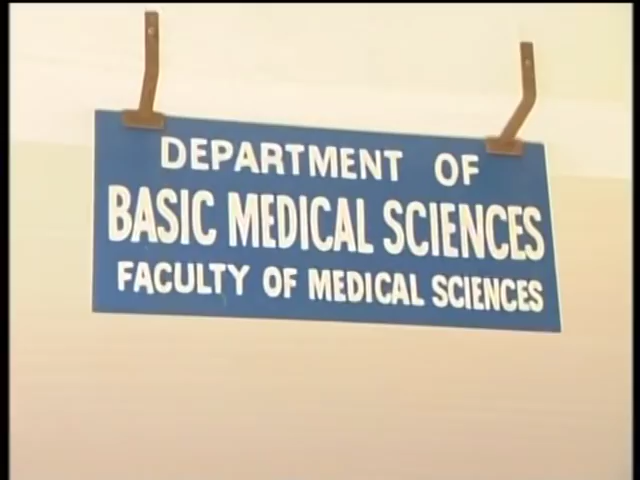 DEPARTMENT OF
BASIC MEDICAL SCIENCES
FACULTY OF MEDICAL SCIENCES